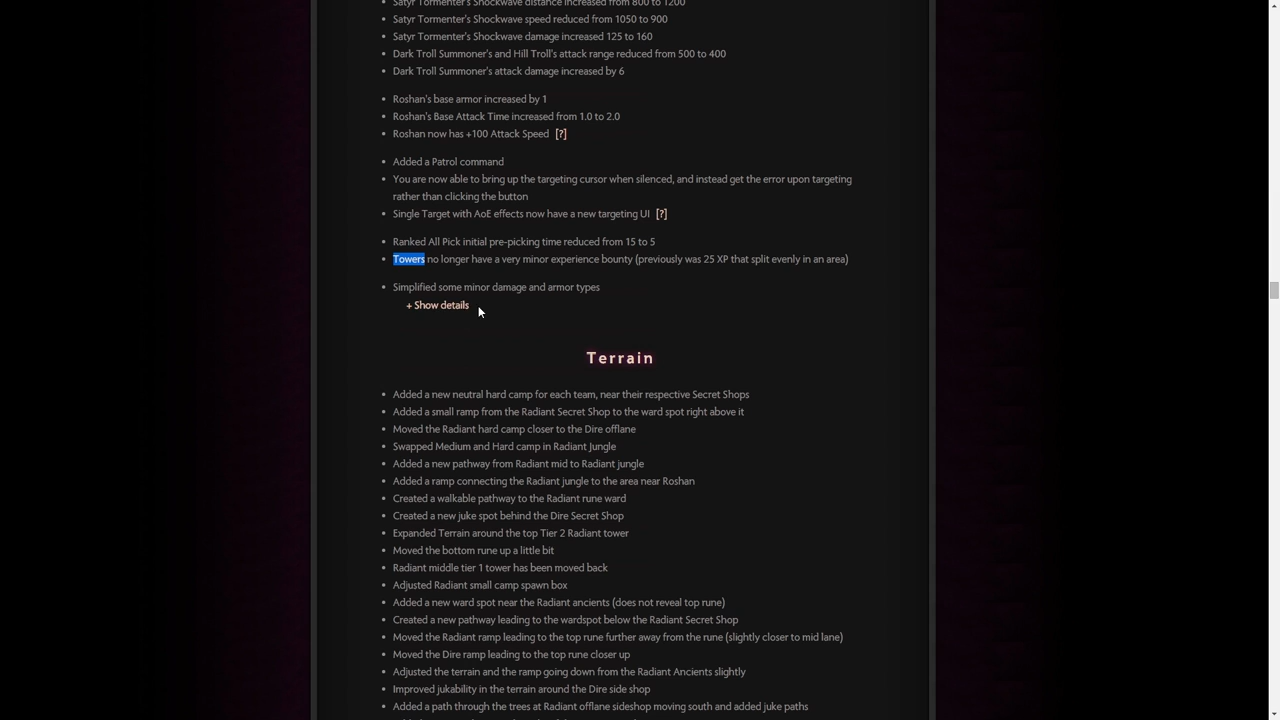 Satyr Tormenter's Shockwave distance increased from 800 to 1200
Satyr Tormenter's Shockwave speed reduced from 1050 to 900
Satyr Tormenter's Shockwave damage increased 125 to 160
Dark Troll Summoner's and Hill Troll's attack range reduced from 500 to 400
Dark Troll Summoner's attack damage increased by 6
Roshan's base armor increased by 1
Roshan's Base Attack Time increased from 1.0 to 2.0
Roshan now has +100 Attack Speed [?]
Added a Patrol command
You are now able to bring up the targeting cursor when silenced, and instead get the error upon targeting
rather than clicking the button
Single Target with AoE effects now have a new targeting UI [?]
Ranked All Pick initial pre-picking time reduced from 15 to 5
Towers no longer have a very minor experience bounty (previously was 25 XP that split evenly in an area)
Simplified some minor damage and armor types
+ Show details
Terrain
Added a new neutral hard camp for each team, near their respective Secret Shops
Added a small ramp from the Radiant Secret Shop to the ward spot right above it
Moved the Radiant hard camp closer to the Dire offlane
Swapped Medium and Hard camp in Radiant Jungle
Added a new pathway from Radiant mid to Radiant jungle
Added a ramp connecting the Radiant jungle to the area near Roshan
Created a walkable pathway to the Radiant rune ward
Created a new juke spot behind the Dire Secret Shop
Expanded Terrain around the top Tier 2 Radiant tower
Moved the bottom rune up a little bit
Radiant middle tier 1 tower has been moved back
Adjusted Radiant small camp spawn box
Added a new ward spot near the Radiant ancients (does not reveal top rune)
Created a new pathway leading to the wardspot below the Radiant Secret Shop
Moved the Radiant ramp leading to the top rune further away from the rune (slightly closer to mid lane)
Moved the Dire ramp leading to the top rune closer up
Adjusted the terrain and the ramp going down from the Radiant Ancients slightly
Improved jukability in the terrain around the Dire side shop
Added a path through the trees at Radiant offlane sideshop moving south and added juke paths